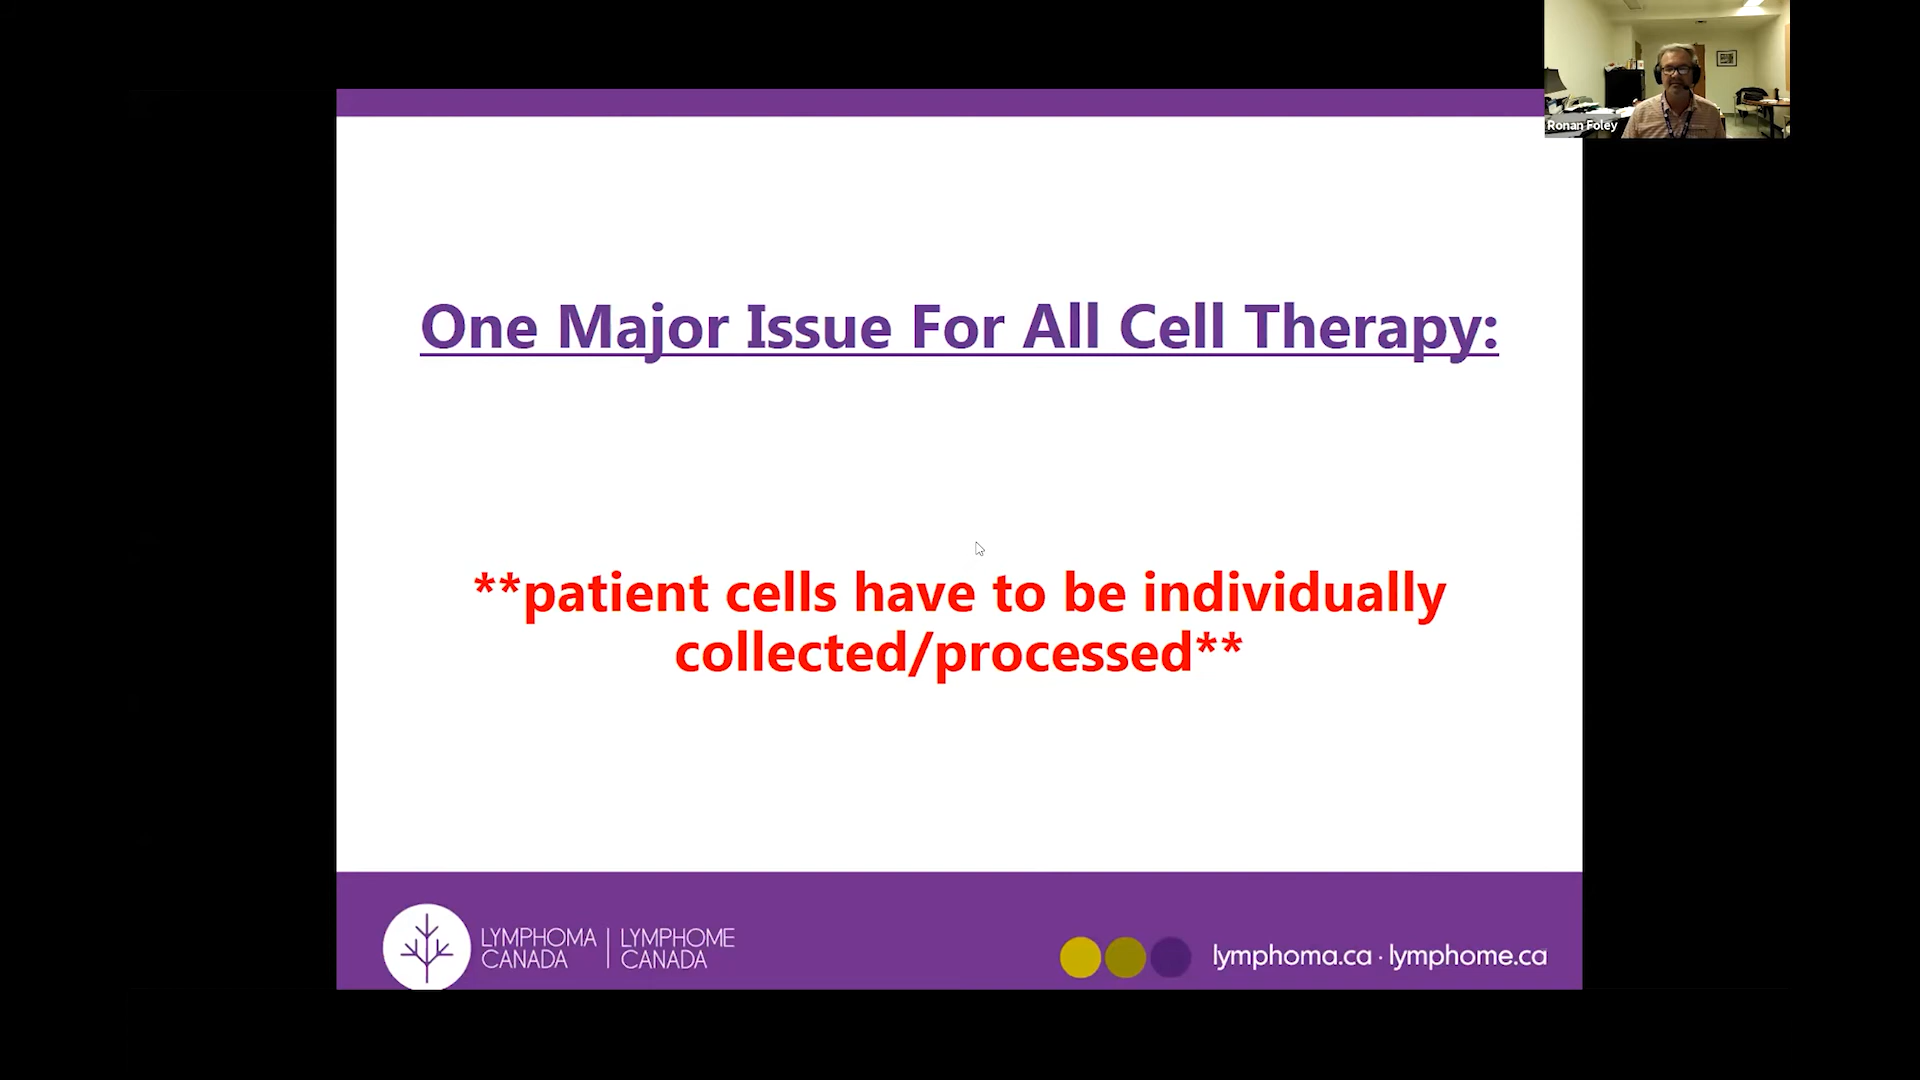 Ronan Foley
One Major Issue For All Cell Therapy:
**patient cells have to be individually
collected/processed**
LYMPHOMA | LYMPHOME
CANADA | CANADA
lymphoma.ca · lymphome.ca